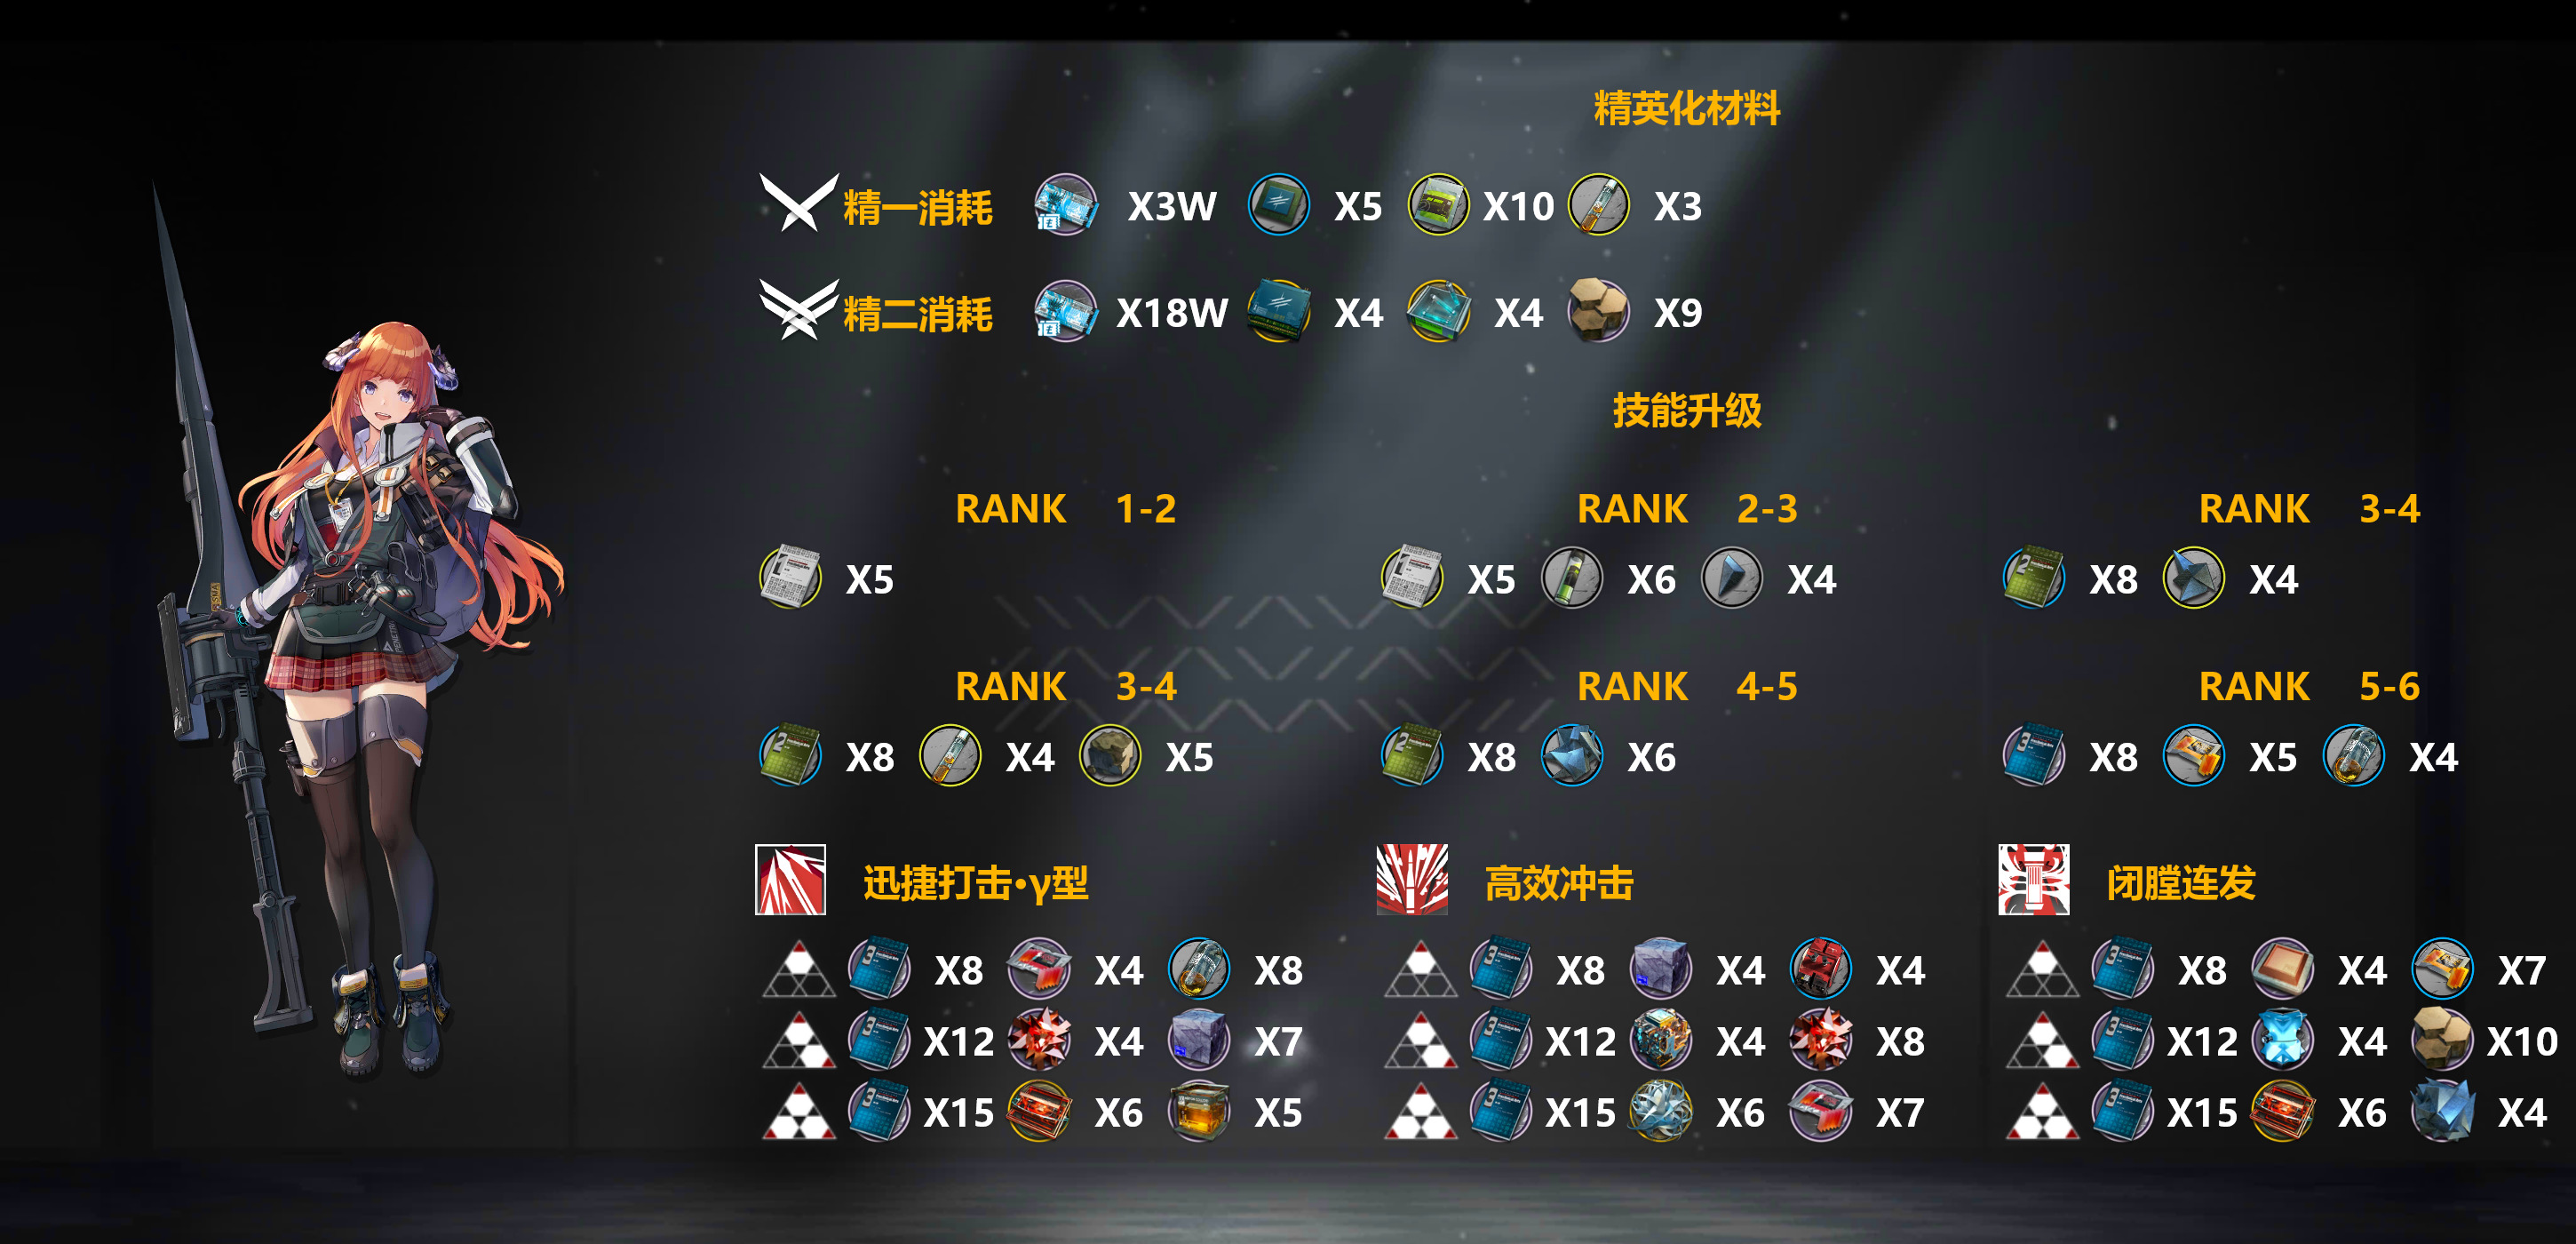 精英化材料
精一消耗 X3W X5 X10 X3
精二消耗 X18W X4 X4 X9
技能升级
RANK 1-2 RANK 2-3 RANK 3-4
X5 X5 X6 X4 X8 X4
RANK 3-4 RANK 4-5 RANK 5-6
X8 X4 X5 X8 X6 X8 X5 X4
迅捷打击·γ型 高效冲击 闭膛连发
X8 X4 X8 X8 X4 X4 X8 X4 X7
X12 X4 X7 X12 X4 X8 X12 X4 X10
X15 X6 X5 X15 X6 X7 X15 X6 X4